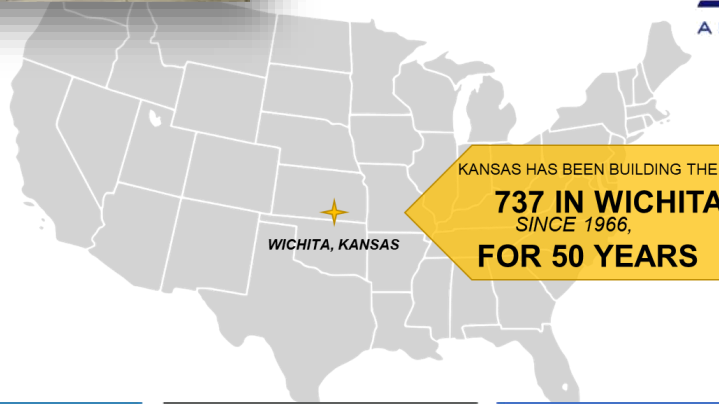 A
KANSAS HAS BEEN BUILDING THE
737 IN WICHITA
SINCE 1966,
WICHITA, KANSAS
FOR 50 YEARS